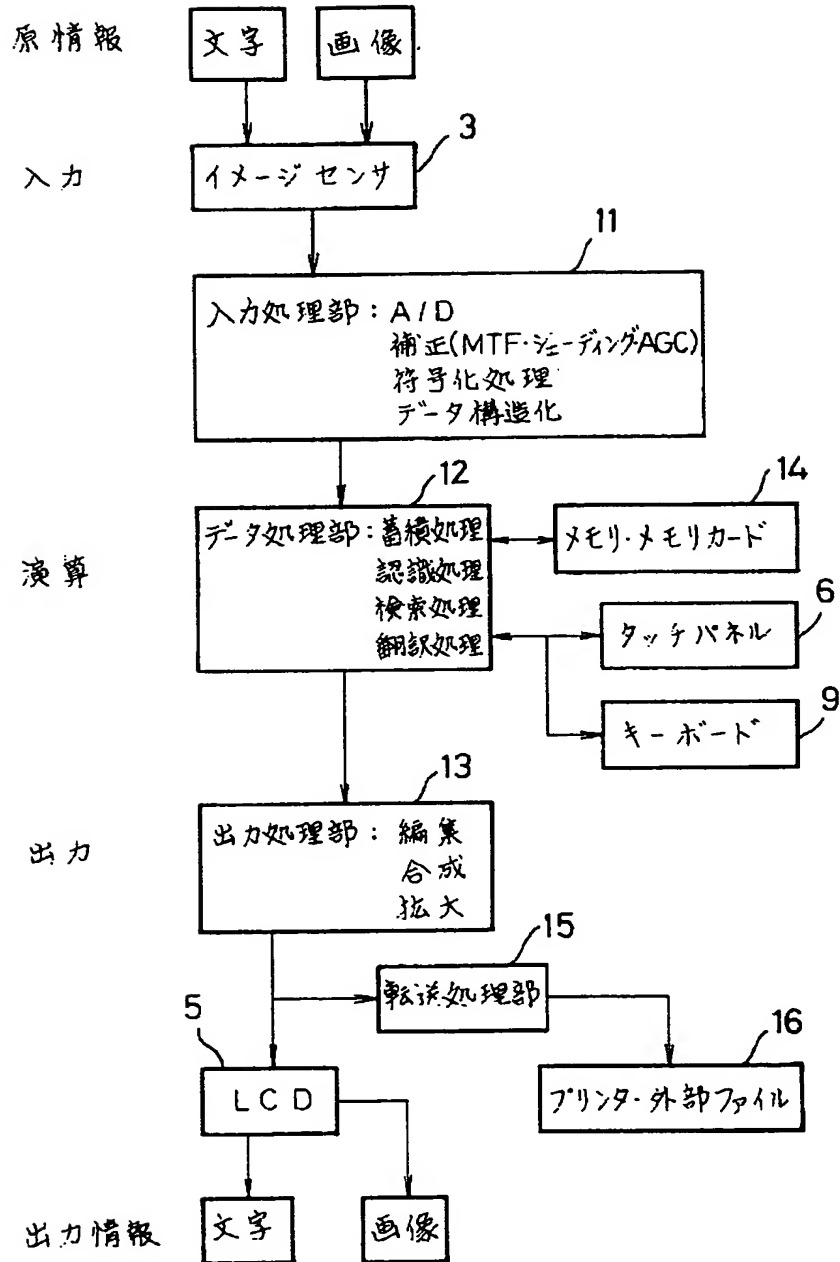 原情報
文字
画像
3
入力
イメージセンサ
11
入力処理部：A/D
補正(MTF・シェーディング・AGC)
符号化処理
データ構造化
12
14
演算
データ処理部：蓄積処理
認識処理
検索処理
翻訳処理
メモリ・メモリカード
6
タッチパネル
9
キーボード
13
出力
出力処理部：編集
合成
拡大
15
転送処理部
5
16
LCD
プリンタ・外部ファイル
出力情報
文字
画像